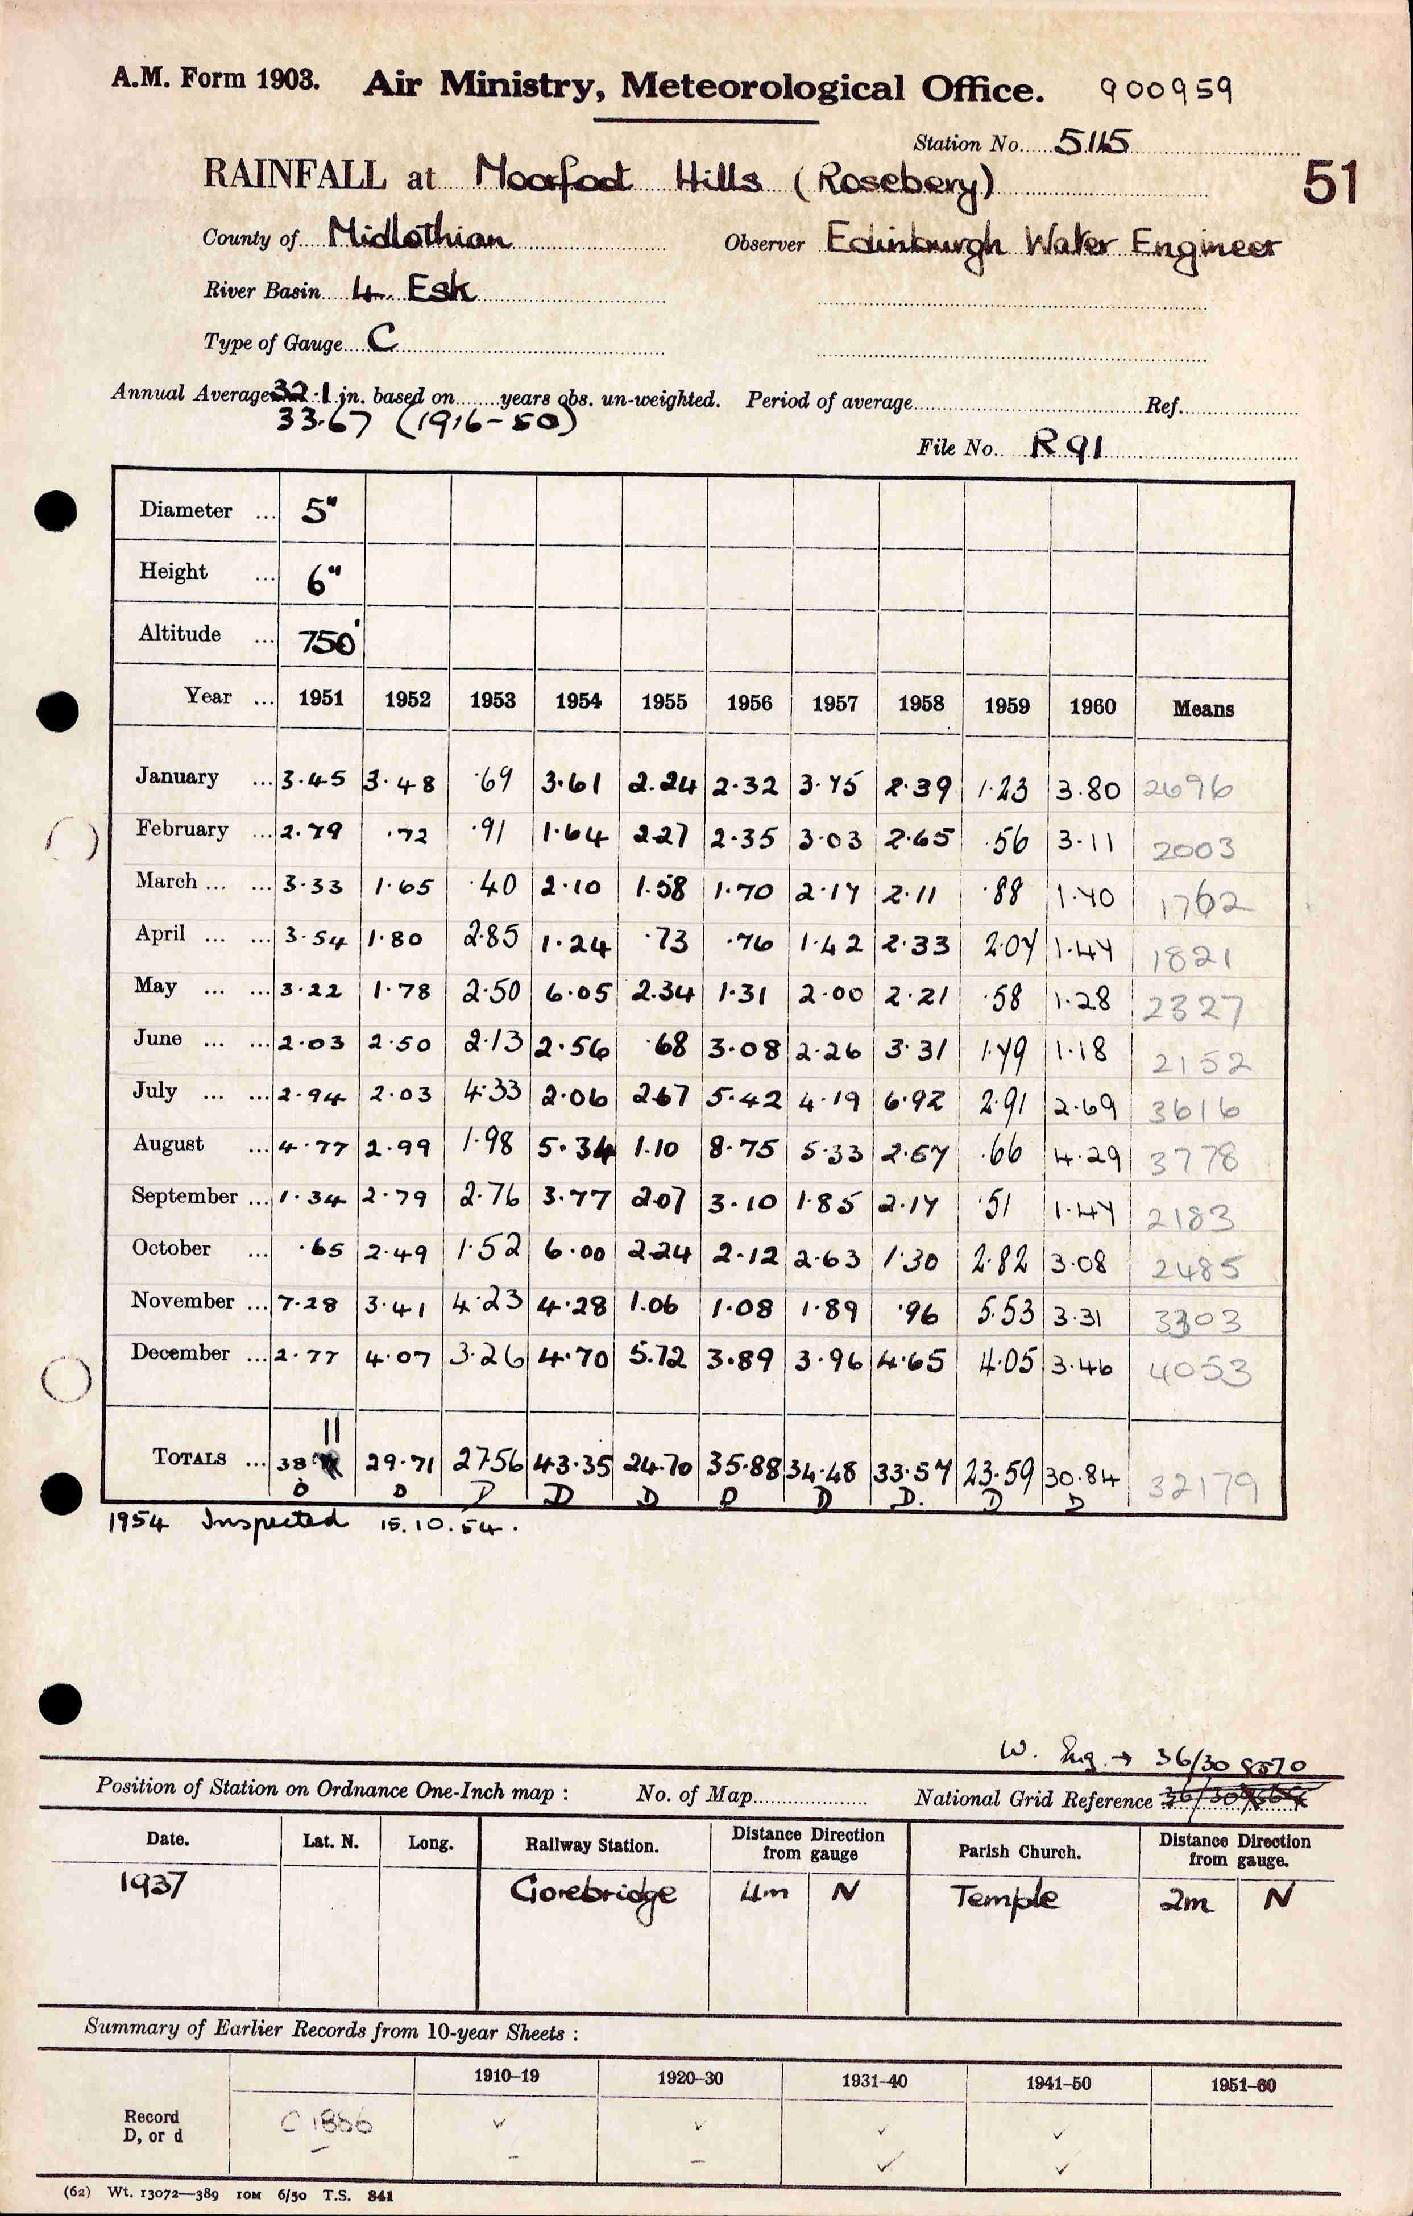 A.M. Form 1903. Air Ministry, Meteorological Office. 900959
Station No. 5115
RAINFALL at Moorfoot Hills (Rosebery) 51
County of Midlothian Observer Edinburgh Water Engineer
River Basin 4. Esk
Type of Gauge C
Annual Average 32.1 in. based on years obs. un-weighted. Period of average Ref.
33.67 (1916-50)
File No. R91
Diameter ... 5"
Height ... 6"
Altitude ... 750'
Year ... 1951 1952 1953 1954 1955 1956 1957 1958 1959 1960 Means
January ... 3.45 3.48 .69 3.61 2.24 2.32 3.75 2.39 1.23 3.80 2696
February ... 2.79 .72 .91 1.64 2.27 2.35 3.03 2.65 .56 3.11 2003
March ... ... 3.33 1.65 .40 2.10 1.58 1.70 2.17 2.11 .88 1.70 1762
April ... ... 3.54 1.80 2.85 1.24 .73 .76 1.42 2.33 2.07 1.47 1821
May ... ... 3.22 1.78 2.50 6.05 2.34 1.31 2.00 2.21 .58 1.28 2327
June ... ... 2.03 2.50 2.13 2.56 .68 3.08 2.26 3.31 1.79 1.18 2152
July ... ... 2.94 2.03 4.33 2.06 2.67 5.42 4.19 6.92 2.91 2.69 3616
August ... 4.77 2.99 1.98 5.34 1.10 8.75 5.33 2.57 .66 4.29 3778
September ... 1.34 2.79 2.76 3.77 2.07 3.10 1.85 2.17 .51 1.47 2183
October ... .65 2.49 1.52 6.00 2.24 2.12 2.63 1.30 2.82 3.08 2485
November ... 7.28 3.41 4.23 4.28 1.06 1.08 1.89 .96 5.53 3.31 3303
December ... 2.77 4.07 3.26 4.70 5.72 3.89 3.96 4.65 4.05 3.46 4053
11
TOTALS ... 38. 29.71 27.56 43.35 24.70 35.88 34.48 33.57 23.59 30.84 32179
D D D D D D D D. D D
1954 Inspected 15.10.54.
W. Eng. → 36/30 8570
Position of Station on Ordnance One-Inch map : No. of Map National Grid Reference
Date. Lat. N. Long. Railway Station. Distance Direction from gauge Parish Church. Distance Direction from gauge.
1937 Gorebridge 4m N Temple 2m N
Summary of Earlier Records from 10-year Sheets :
1910-19 1920-30 1931-40 1941-50 1951-60
Record C 1886 ✓ ✓ ✓ ✓
D, or d – – – ✓ ✓
(62) Wt. 13072—389 10M 6/50 T.S. 841